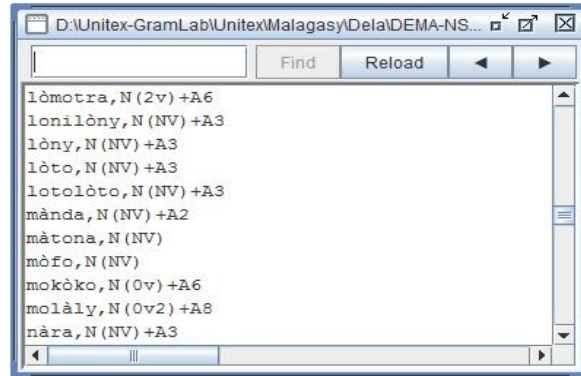 D:\Unitex-GramLab\Unitex\Malagasy\Dela\DEMA-NS...
Find Reload
lòmotra,N(2v)+A6
lonilòny,N(NV)+A3
lòny,N(NV)+A3
lòto,N(NV)+A3
lotolòto,N(NV)+A3
mànda,N(NV)+A2
màtona,N(NV)
mòfo,N(NV)
mokòko,N(0v)+A6
molàly,N(0v2)+A8
nàra,N(NV)+A3